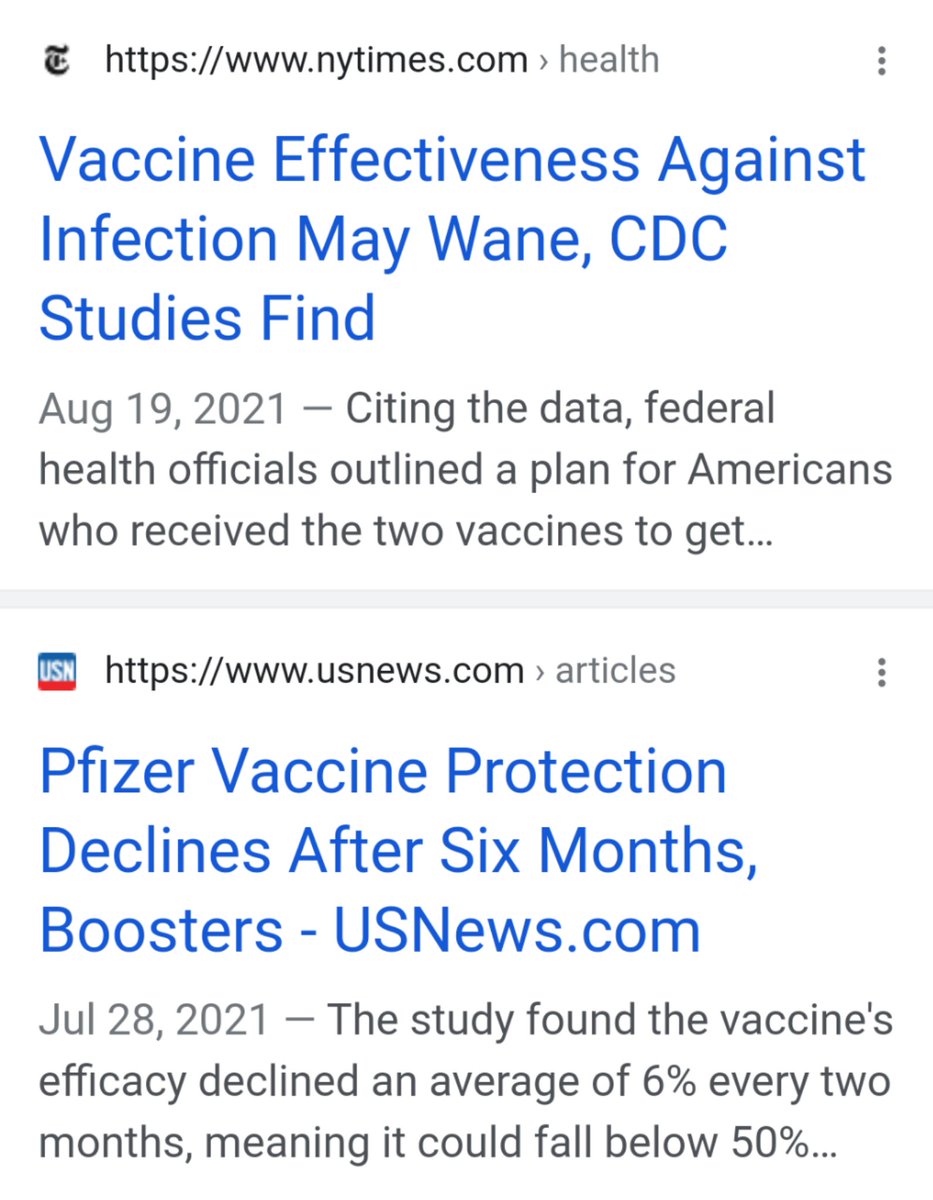 https://www.nytimes.com › health
Vaccine Effectiveness Against
Infection May Wane, CDC
Studies Find
Aug 19, 2021 — Citing the data, federal
health officials outlined a plan for Americans
who received the two vaccines to get...
USN
https://www.usnews.com › articles
Pfizer Vaccine Protection
Declines After Six Months,
Boosters - USNews.com
Jul 28, 2021 — The study found the vaccine's
efficacy declined an average of 6% every two
months, meaning it could fall below 50%...